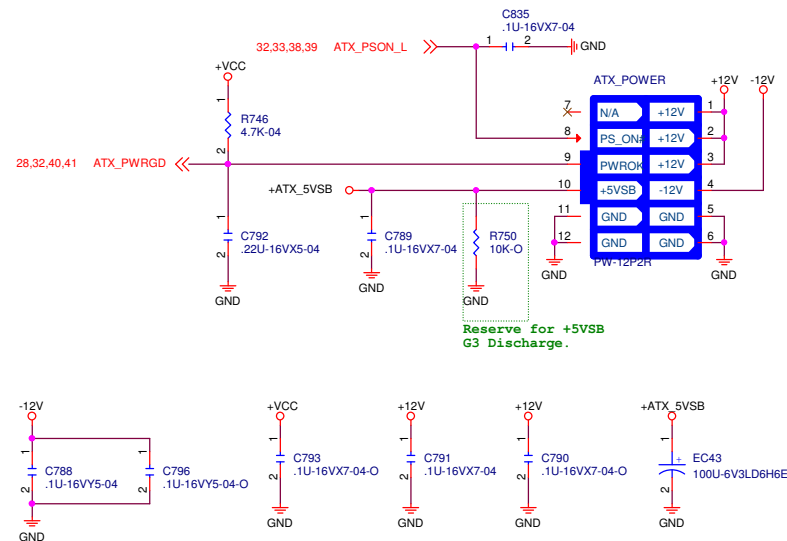 C835
.1U-16VX7-04
32,33,38,39 ATX_PSON_L
1 2
GND
+VCC
ATX_POWER
+12V -12V
1
R746
4.7K-04
2
7 N/A +12V 1
8 PS_ON# +12V 2
28,32,40,41 ATX_PWRGD
9 PWROK +12V 3
+ATX_5VSB
10 +5VSB -12V 4
11 GND GND 5
12 GND GND 6
PW-12P2R
1
C792
.22U-16VX5-04
2
GND
1
C789
.1U-16VX7-04
2
GND
R750
10K-O
GND
GND
GND
Reserve for +5VSB
G3 Discharge.
-12V
1
C788
.1U-16VY5-04
2
GND
1
C796
.1U-16VY5-04-O
2
+VCC
1
C793
.1U-16VX7-04-O
2
GND
+12V
1
C791
.1U-16VX7-04
2
GND
+12V
1
C790
.1U-16VX7-04-O
2
GND
+ATX_5VSB
1
+
EC43
100U-6V3LD6H6E
2
GND